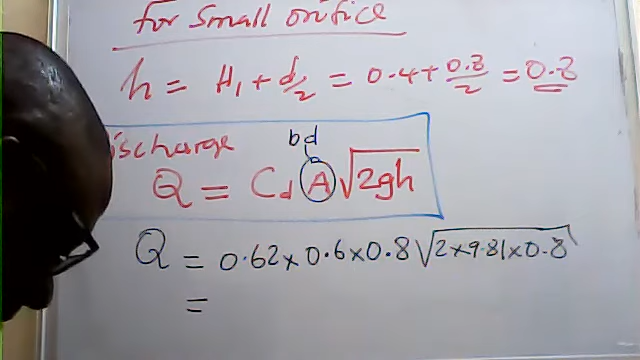 for small orifice
h = H₁ + d/2 = 0.4 + 0.8/2 = 0.8
ischarge
bd
Q = Cd A √2gh
Q = 0.62 × 0.6 × 0.8 √2×9.81×0.8
=